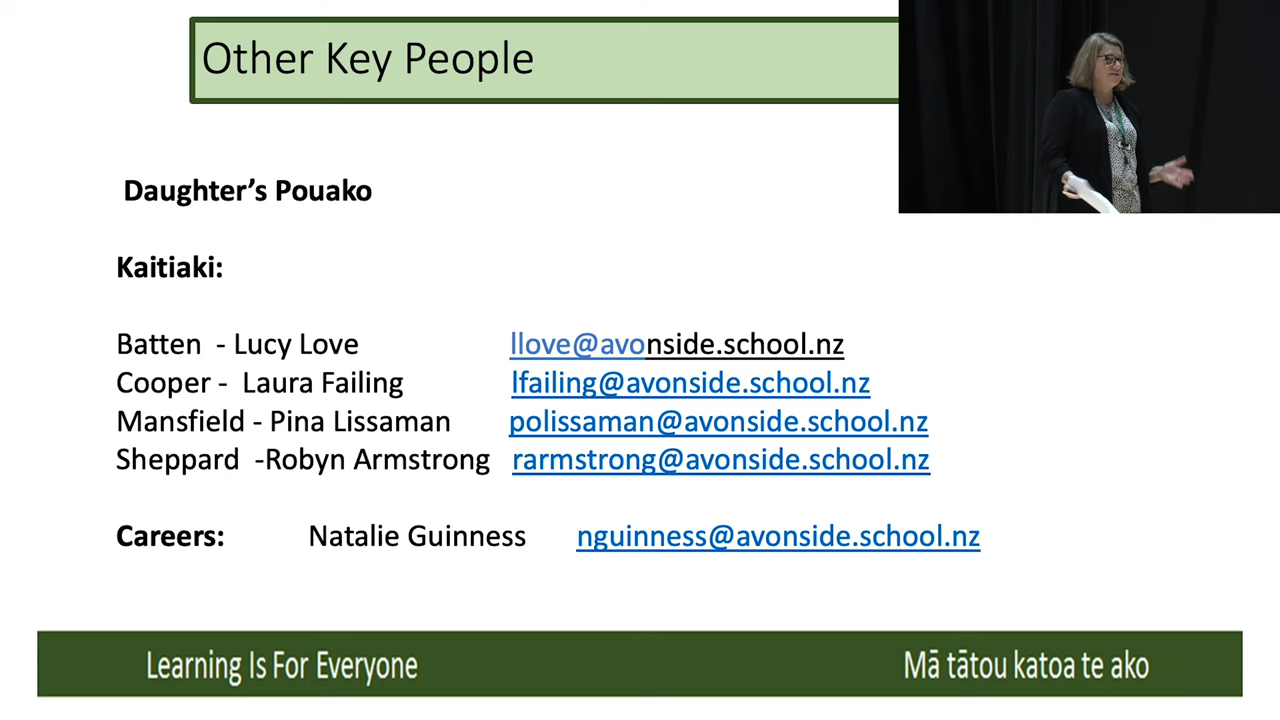 Other Key People
Daughter’s Pouako
Kaitiaki:
Batten - Lucy Love llove@avonside.school.nz
Cooper - Laura Failing lfailing@avonside.school.nz
Mansfield - Pina Lissaman polissaman@avonside.school.nz
Sheppard -Robyn Armstrong rarmstrong@avonside.school.nz
Careers: Natalie Guinness nguinness@avonside.school.nz
Learning Is For Everyone Mā tātou katoa te ako